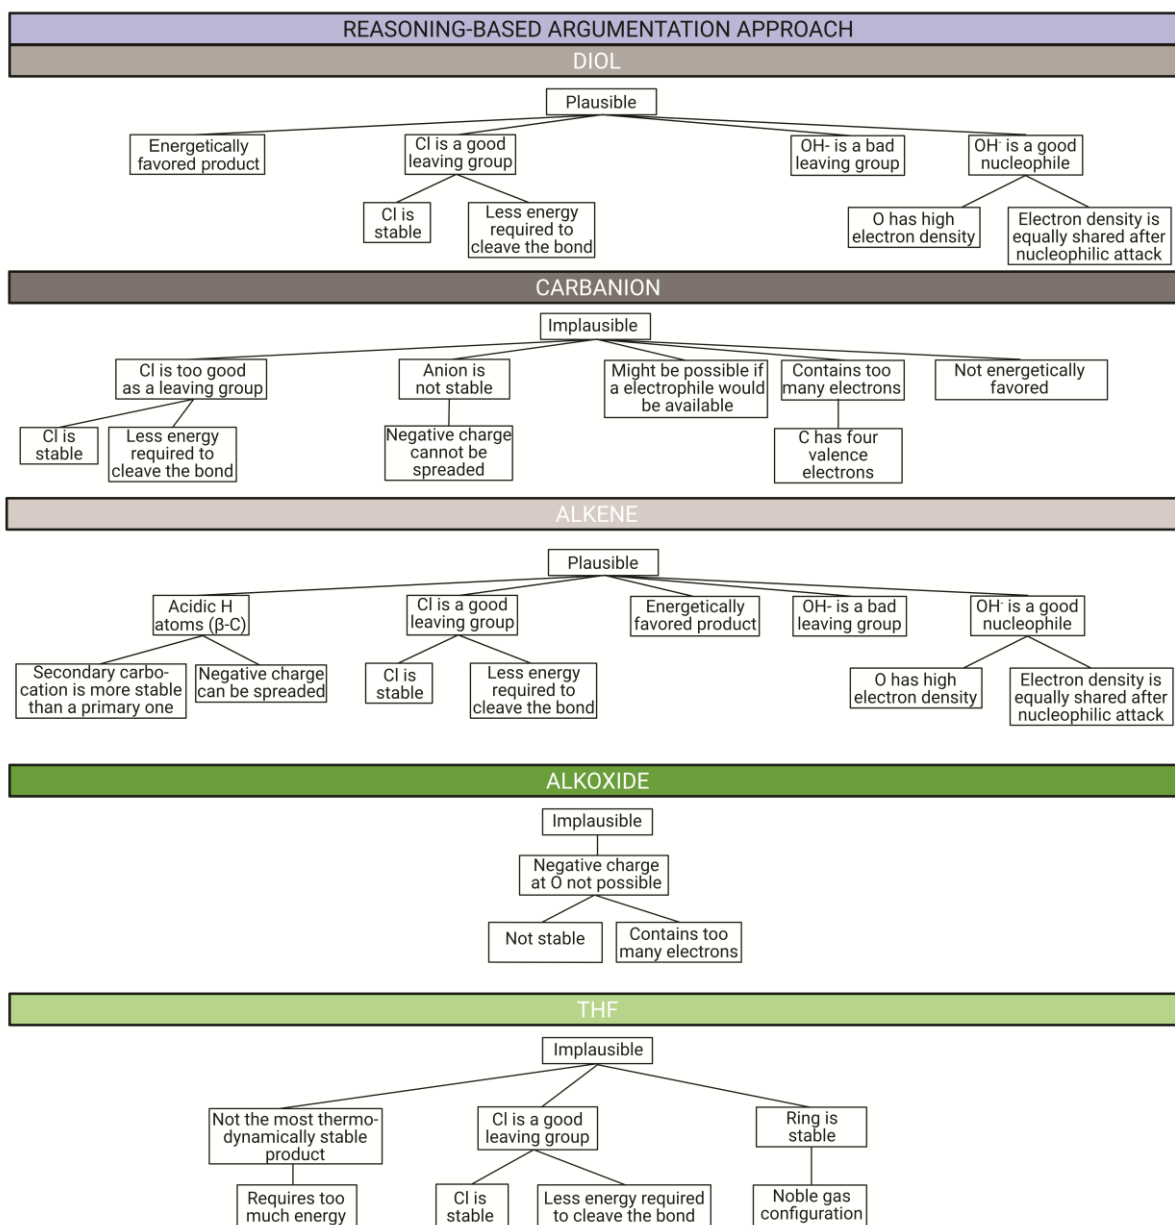 REASONING-BASED ARGUMENTATION APPROACH
DIOL
Plausible
Energetically
favored product
Cl is a good
leaving group
OH- is a bad
leaving group
OH⁻ is a good
nucleophile
Cl is
stable
Less energy
required to
cleave the bond
O has high
electron density
Electron density is
equally shared after
nucleophilic attack
CARBANION
Implausible
Cl is too good
as a leaving group
Anion is
not stable
Might be possible if
a electrophile would
be available
Contains too
many electrons
Not energetically
favored
Cl is
stable
Less energy
required to
cleave the bond
Negative charge
cannot be
spreaded
C has four
valence
electrons
ALKENE
Plausible
Acidic H
atoms (β-C)
Cl is a good
leaving group
Energetically
favored product
OH- is a bad
leaving group
OH⁻ is a good
nucleophile
Secondary carbo-
cation is more stable
than a primary one
Negative charge
can be spreaded
Cl is
stable
Less energy
required to
cleave the bond
O has high
electron density
Electron density is
equally shared after
nucleophilic attack
ALKOXIDE
Implausible
Negative charge
at O not possible
Not stable
Contains too
many electrons
THF
Implausible
Not the most thermo-
dynamically stable
product
Cl is a good
leaving group
Ring is
stable
Requires too
much energy
Cl is
stable
Less energy required
to cleave the bond
Noble gas
configuration